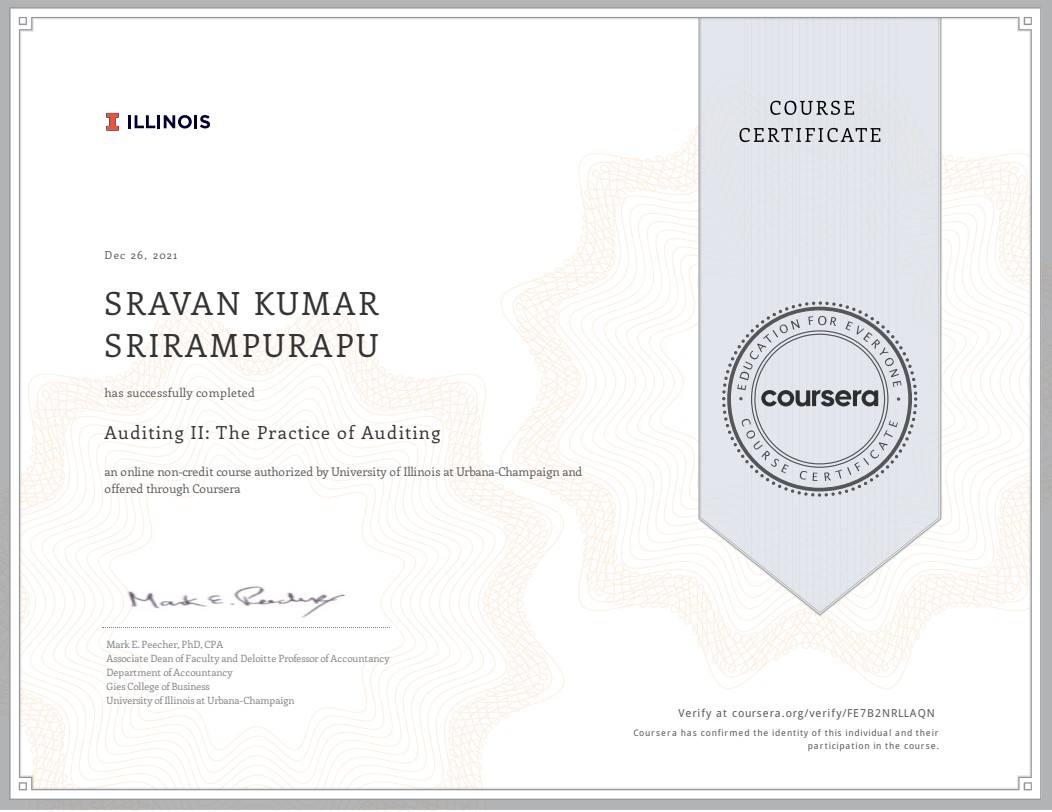 ILLINOIS
COURSE
CERTIFICATE
Dec 26, 2021
SRAVAN KUMAR
SRIRAMPURAPU
has successfully completed
Auditing II: The Practice of Auditing
an online non-credit course authorized by University of Illinois at Urbana-Champaign and
offered through Coursera
EDUCATION FOR EVERYONE
coursera
COURSE CERTIFICATE
Mark E. Peecher
Mark E. Peecher, PhD, CPA
Associate Dean of Faculty and Deloitte Professor of Accountancy
Department of Accountancy
Gies College of Business
University of Illinois at Urbana-Champaign
Verify at coursera.org/verify/FE7B2NRLLAQN
Coursera has confirmed the identity of this individual and their
participation in the course.